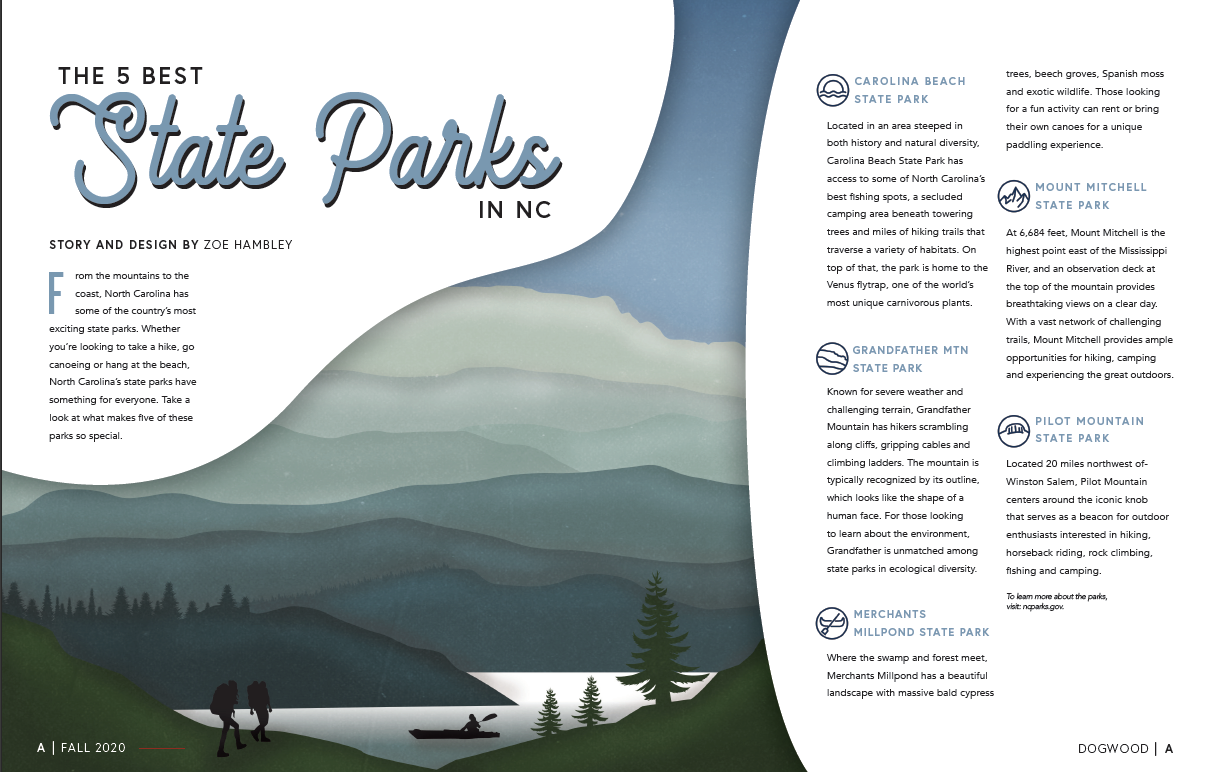 THE 5 BEST
State Parks
IN NC
STORY AND DESIGN BY ZOE HAMBLEY
From the mountains to the
coast, North Carolina has
some of the country's most
exciting state parks. Whether
you're looking to take a hike, go
canoeing or hang at the beach,
North Carolina's state parks have
something for everyone. Take a
look at what makes five of these
parks so special.
A | FALL 2020
CAROLINA BEACH
STATE PARK
Located in an area steeped in
both history and natural diversity,
Carolina Beach State Park has
access to some of North Carolina's
best fishing spots, a secluded
camping area beneath towering
trees and miles of hiking trails that
traverse a variety of habitats. On
top of that, the park is home to the
Venus flytrap, one of the world's
most unique carnivorous plants.
GRANDFATHER MTN
STATE PARK
Known for severe weather and
challenging terrain, Grandfather
Mountain has hikers scrambling
along cliffs, gripping cables and
climbing ladders. The mountain is
typically recognized by its outline,
which looks like the shape of a
human face. For those looking
to learn about the environment,
Grandfather is unmatched among
state parks in ecological diversity.
MERCHANTS
MILLPOND STATE PARK
Where the swamp and forest meet,
Merchants Millpond has a beautiful
landscape with massive bald cypress
trees, beech groves, Spanish moss
and exotic wildlife. Those looking
for a fun activity can rent or bring
their own canoes for a unique
paddling experience.
MOUNT MITCHELL
STATE PARK
At 6,684 feet, Mount Mitchell is the
highest point east of the Mississippi
River, and an observation deck at
the top of the mountain provides
breathtaking views on a clear day.
With a vast network of challenging
trails, Mount Mitchell provides ample
opportunities for hiking, camping
and experiencing the great outdoors.
PILOT MOUNTAIN
STATE PARK
Located 20 miles northwest of-
Winston Salem, Pilot Mountain
centers around the iconic knob
that serves as a beacon for outdoor
enthusiasts interested in hiking,
horseback riding, rock climbing,
fishing and camping.
To learn more about the parks,
visit: ncparks.gov.
DOGWOOD | A